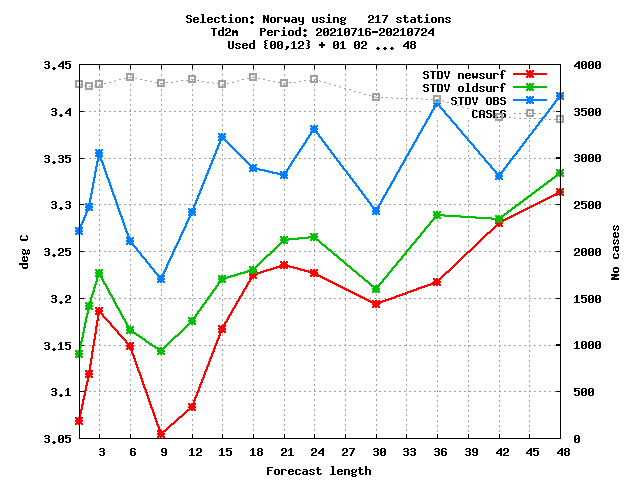 Selection: Norway using   217 stations
Td2m   Period: 20210716-20210724
Used {00,12} + 01 02 ... 48
STDV newsurf
STDV oldsurf
STDV OBS
CASES
3.45
3.4
3.35
3.3
3.25
3.2
3.15
3.1
3.05
deg C
4000
3500
3000
2500
2000
1500
1000
500
0
No cases
3 6 9 12 15 18 21 24 27 30 33 36 39 42 45 48
Forecast length